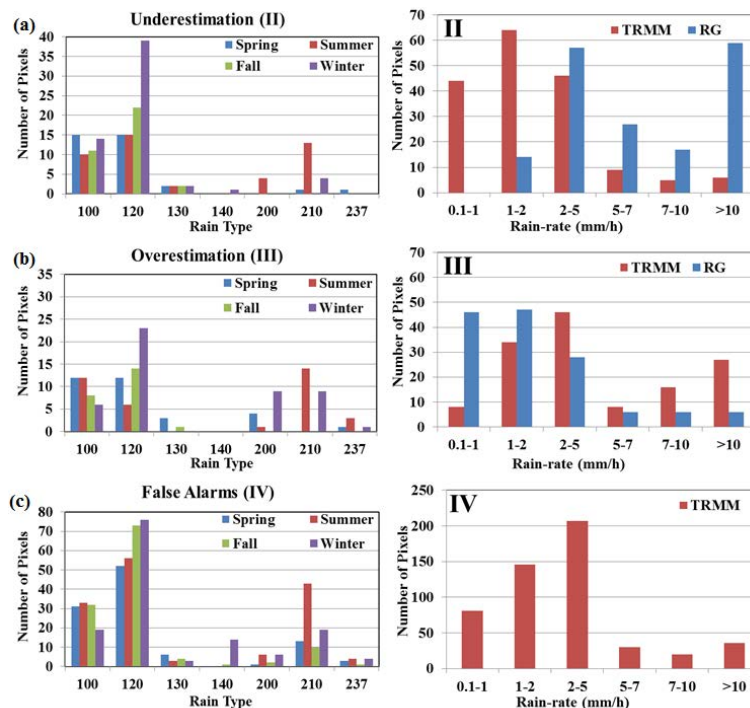 (a)
Underestimation (II)
Spring
Summer
Fall
Winter
Number of Pixels
40
35
30
25
20
15
10
5
0
100 120 130 140 200 210 237
Rain Type
II
TRMM
RG
Number of Pixels
70
60
50
40
30
20
10
0
0.1-1 1-2 2-5 5-7 7-10 >10
Rain-rate (mm/h)
(b)
Overestimation (III)
Spring
Summer
Fall
Winter
Number of Pixels
35
30
25
20
15
10
5
0
100 120 130 140 200 210 237
Rain Type
III
TRMM
RG
Number of Pixels
70
60
50
40
30
20
10
0
0.1-1 1-2 2-5 5-7 7-10 >10
Rain-rate (mm/h)
(c)
False Alarms (IV)
Spring
Summer
Fall
Winter
Number of Pixels
80
70
60
50
40
30
20
10
0
100 120 130 140 200 210 237
Rain Type
IV
TRMM
Number of Pixels
250
200
150
100
50
0
0.1-1 1-2 2-5 5-7 7-10 >10
Rain-rate (mm/h)